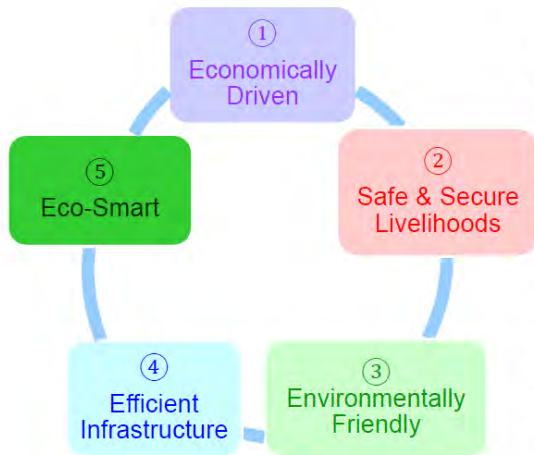 ①
Economically
Driven
②
Safe & Secure
Livelihoods
③
Environmentally
Friendly
④
Efficient
Infrastructure
⑤
Eco-Smart